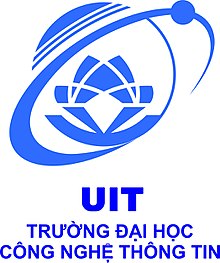 UIT
TRƯỜNG ĐẠI HỌC
CÔNG NGHỆ THÔNG TIN